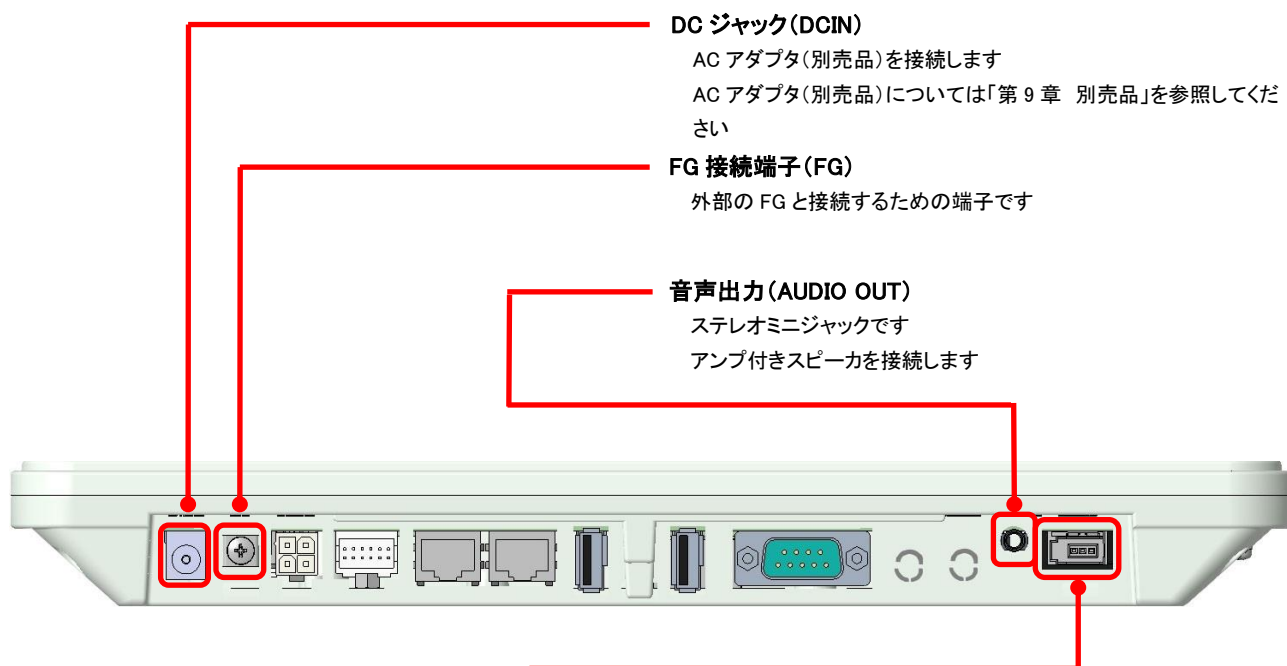 DC ジャック(DCIN)
AC アダプタ(別売品)を接続します
AC アダプタ(別売品)については「第 9 章 別売品」を参照してくだ
さい
FG 接続端子(FG)
外部の FG と接続するための端子です
音声出力(AUDIO OUT)
ステレオミニジャックです
アンプ付きスピーカを接続します